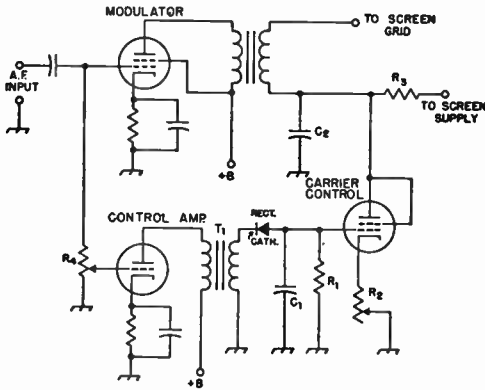 MODULATOR
TO SCREEN
GRID
A.F.
INPUT
R3
TO SCREEN
SUPPLY
C2
+B
CARRIER
CONTROL
CONTROL AMP.
T1
RECT.
CATH.
R4
C1
R1
R2
+B